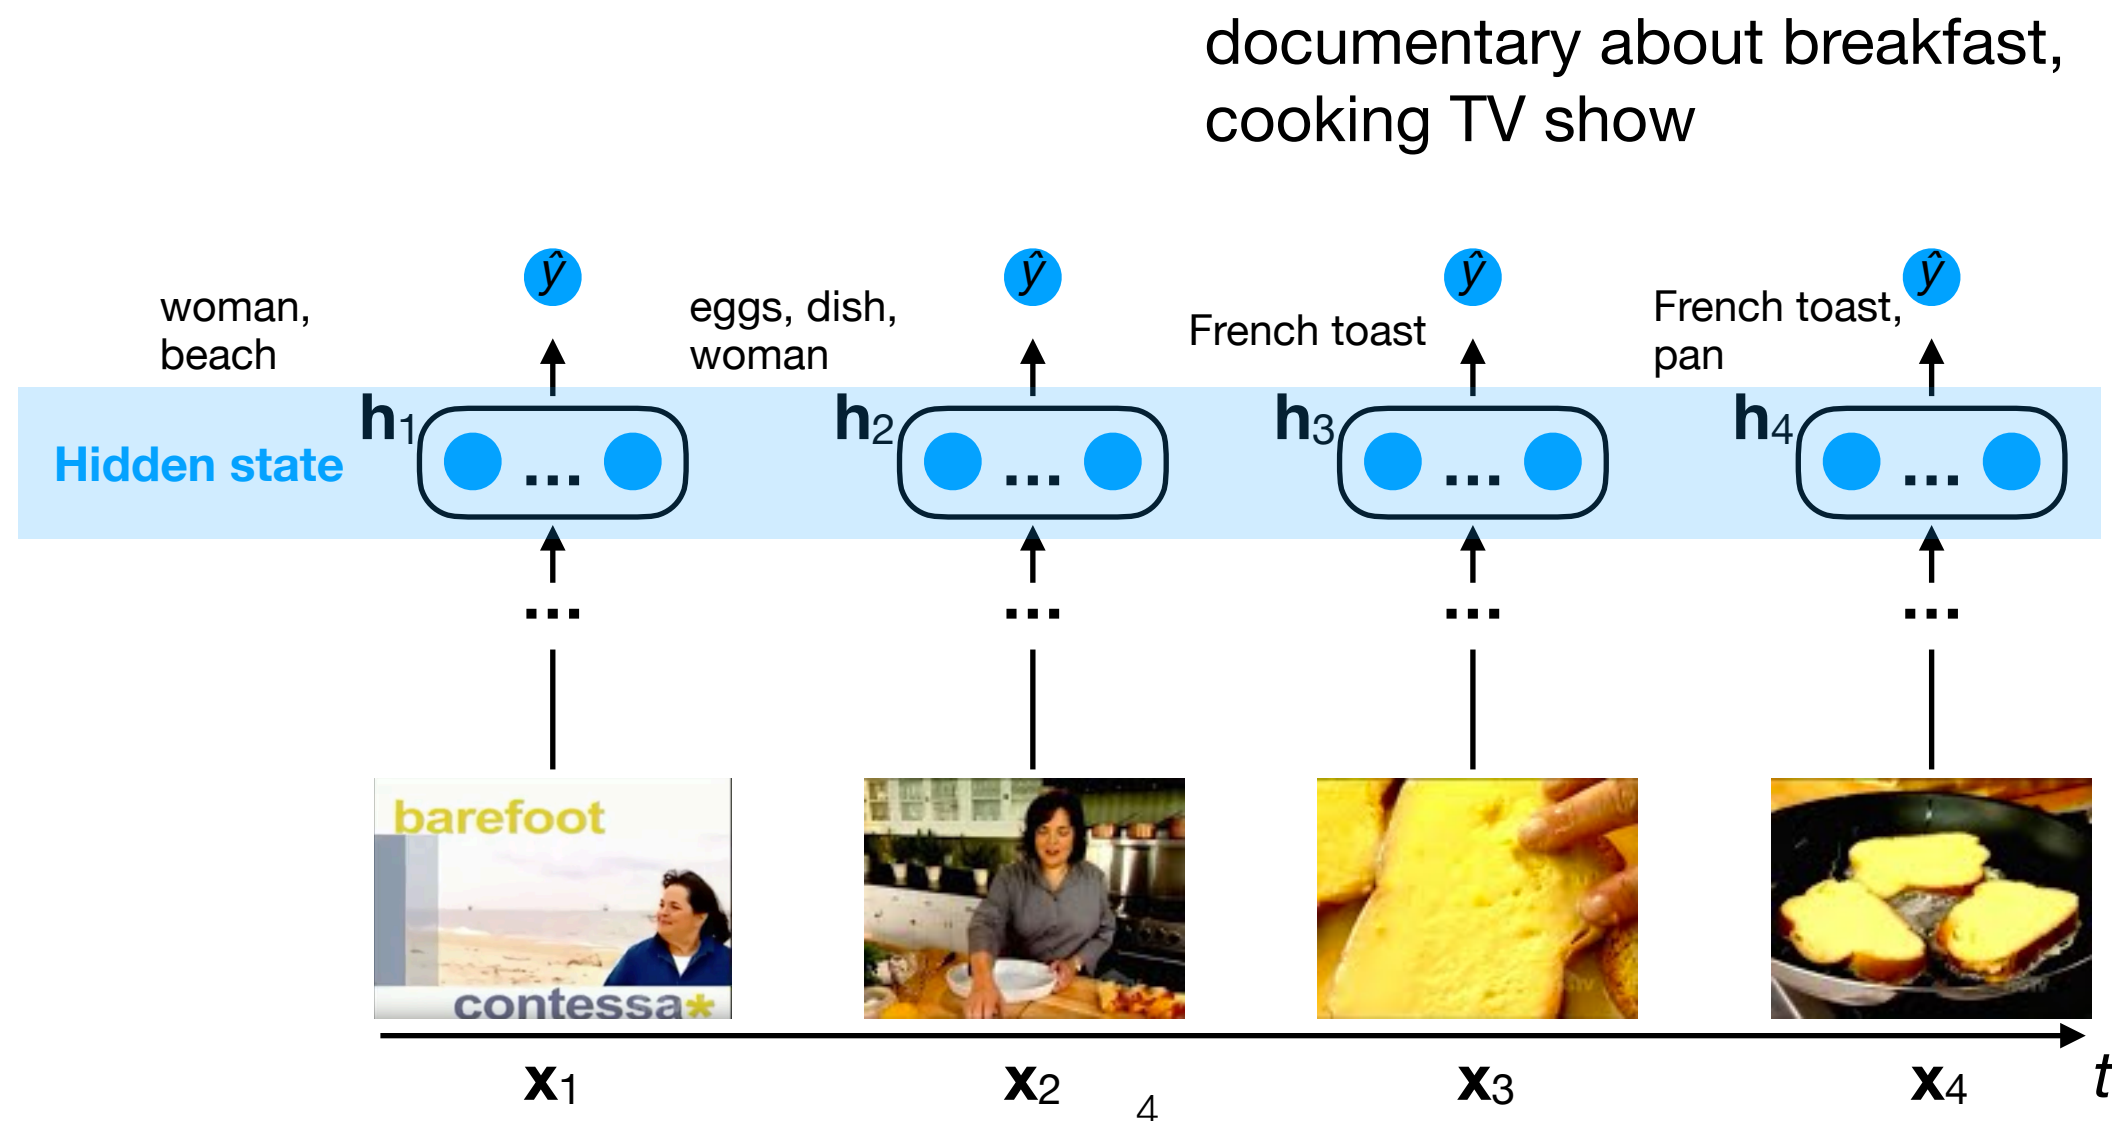 documentary about breakfast,
cooking TV show
ŷ
ŷ
ŷ
ŷ
woman,
beach
eggs, dish,
woman
French toast
French toast,
pan
Hidden state
h1
...
h2
...
h3
...
h4
...
...
...
...
...
barefoot
contessa*
x1
x2
x3
x4
t
4